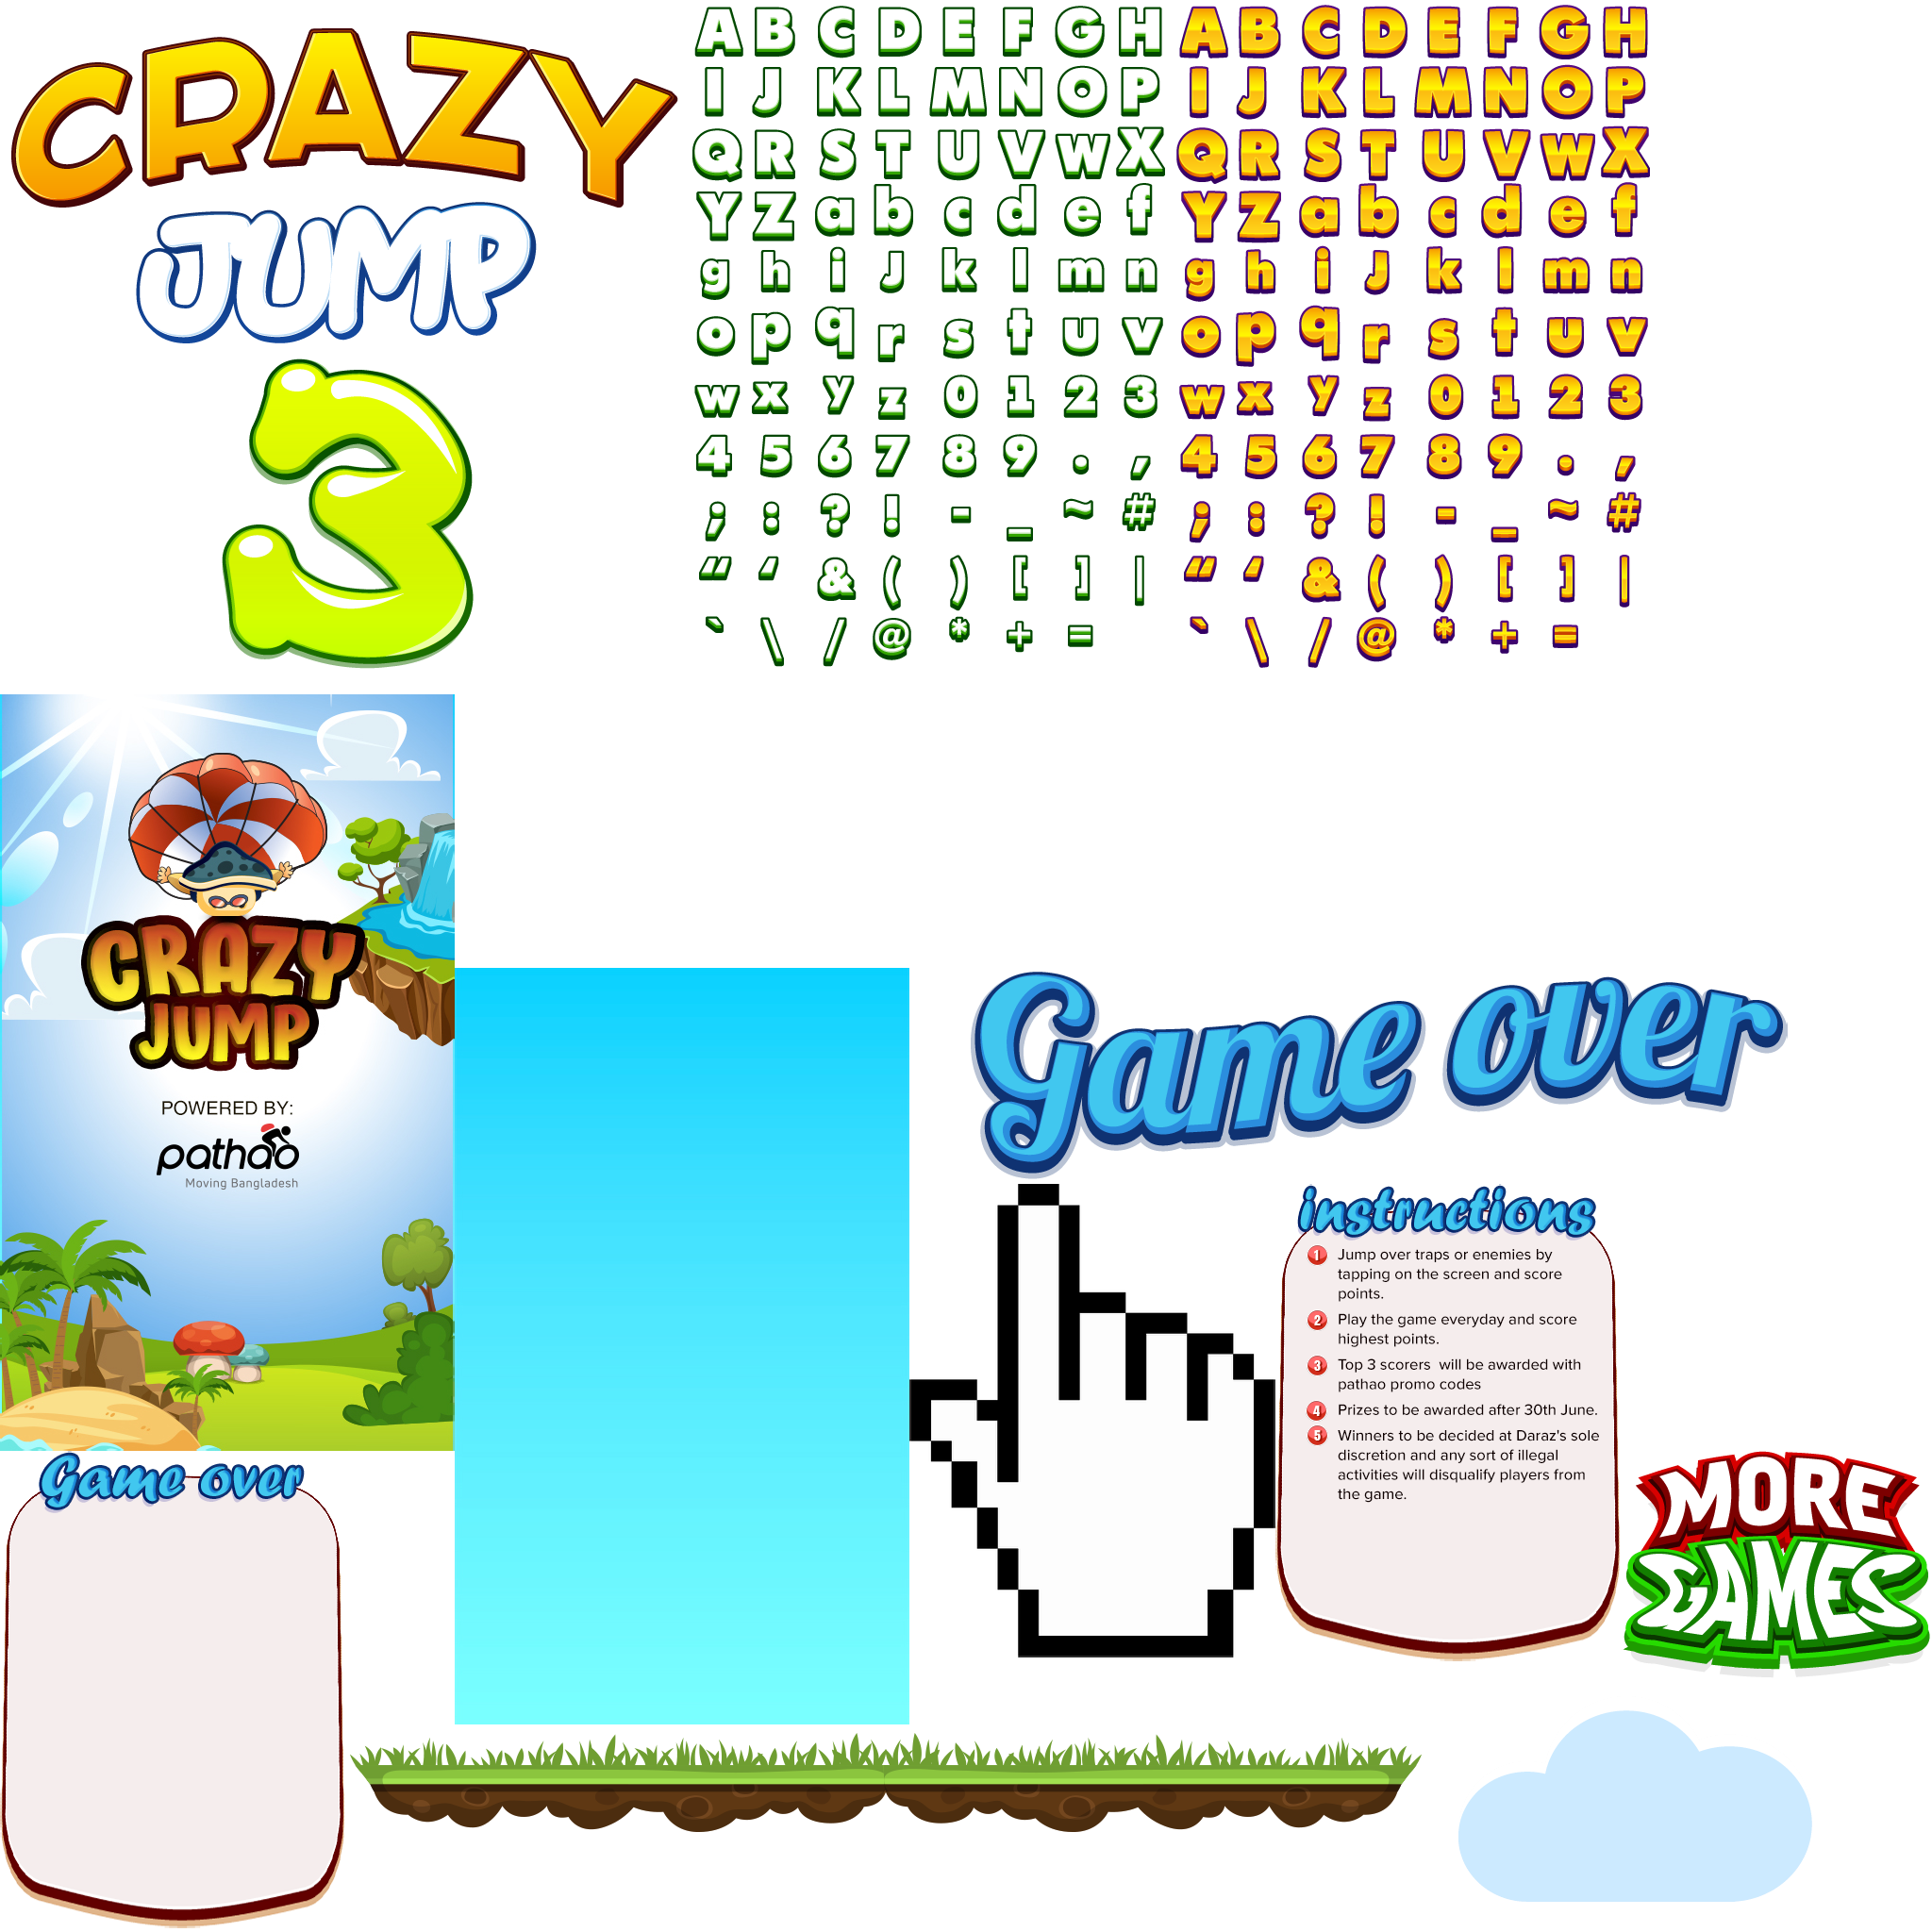 CRAZY
JUMP
3
A B C D E F G H
I J K L M N O P
Q R S T U V W X
Y Z a b c d e f
g h i J k l m n
o p q r s t u v
w x y z 0 1 2 3
4 5 6 7 8 9 . ,
; : ? ! - _ ~ #
" ' & ( ) [ ] |
` \ / @ * + =
A B C D E F G H
I J K L M N O P
Q R S T U V W X
Y Z a b c d e f
g h i J k l m n
o p q r s t u v
w x y z 0 1 2 3
4 5 6 7 8 9 . ,
; : ? ! - _ ~ #
" ' & ( ) [ ] |
` \ / @ * + =
CRAZY
JUMP
POWERED BY:
pathao
Moving Bangladesh
Game over
instructions
1 Jump over traps or enemies by
tapping on the screen and score
points.
2 Play the game everyday and score
highest points.
3 Top 3 scorers will be awarded with
pathao promo codes
4 Prizes to be awarded after 30th June.
5 Winners to be decided at Daraz's sole
discretion and any sort of illegal
activities will disqualify players from
the game.
Game over
MORE
GAMES